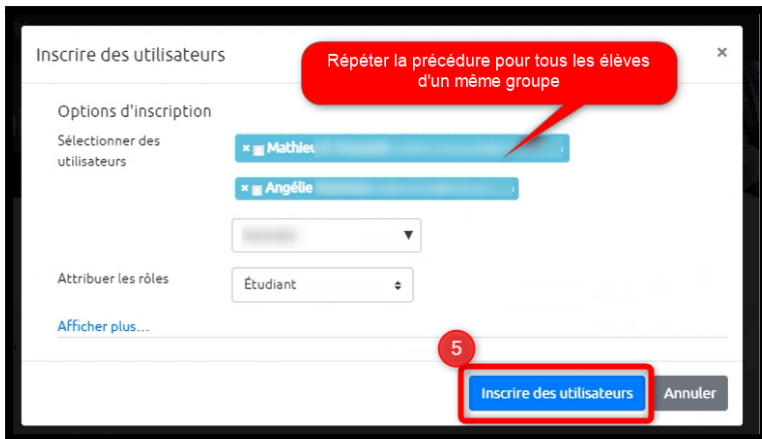 Inscrire des utilisateurs
×
Répéter la précédure pour tous les élèves
d'un même groupe
Options d'inscription
Sélectionner des
utilisateurs
× Mathieu
× Angélie
▼
Attribuer les rôles
Étudiant
Afficher plus...
5
Inscrire des utilisateurs
Annuler